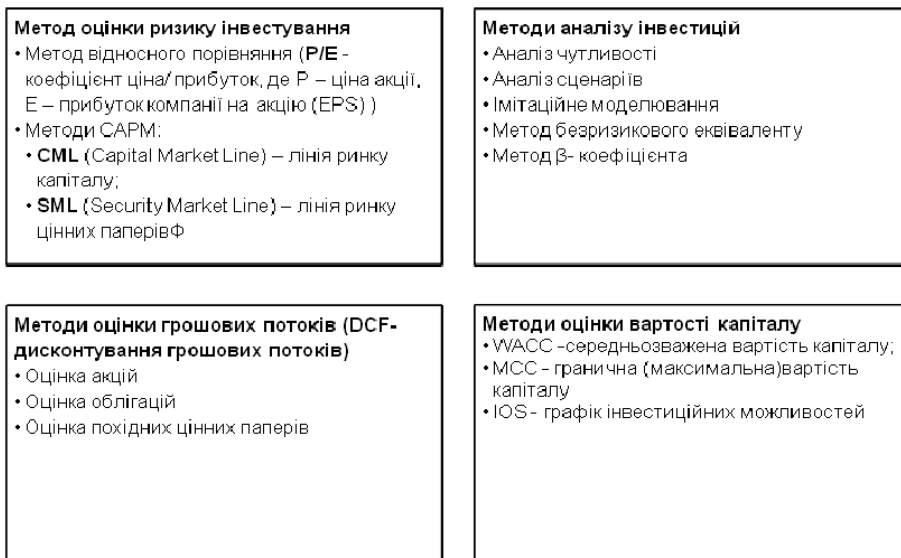 Метод оцінки ризику інвестування
• Метод відносного порівняння (P/E -
коефіцієнт ціна/ прибуток, де P – ціна акції,
E – прибуток компанії на акцію (EPS) )
• Методи CAPM:
• CML (Capital Market Line) – лінія ринку
капіталу;
• SML (Security Market Line) – лінія ринку
цінних паперівФ
Методи аналізу інвестицій
• Аналіз чутливості
• Аналіз сценаріїв
• Імітаційне моделювання
• Метод безризикового еквіваленту
• Метод β- коефіцієнта
Методи оцінки грошових потоків (DCF-
дисконтування грошових потоків)
• Оцінка акцій
• Оцінка облігацій
• Оцінка похідних цінних паперів
Методи оцінки вартості капіталу
• WACC –середньозважена вартість капіталу;
• MCC – гранична (максимальна)вартість
капіталу
• IOS - графік інвестиційних можливостей